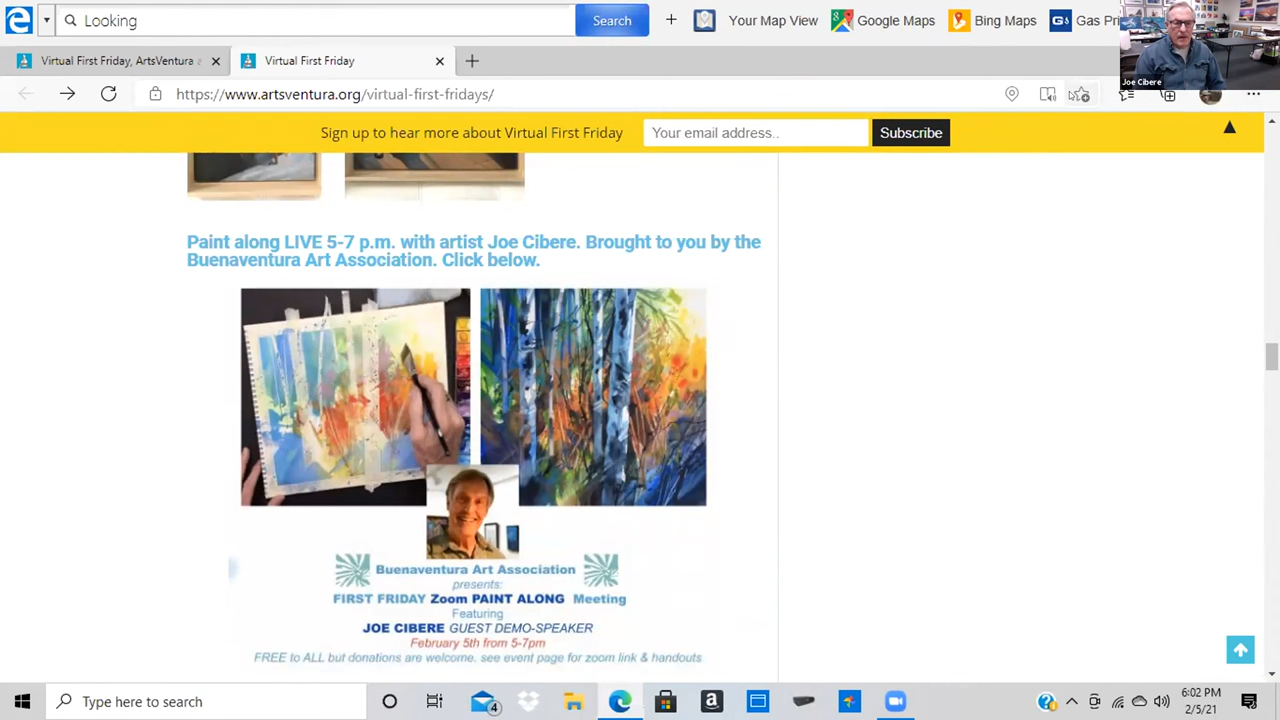 Looking
Search
Your Map View
Google Maps
Bing Maps
Gas Pri
Joe Cibere
Virtual First Friday, ArtsVentura
Virtual First Friday
https://www.artsventura.org/virtual-first-fridays/
Sign up to hear more about Virtual First Friday
Your email address..
Subscribe
Paint along LIVE 5-7 p.m. with artist Joe Cibere. Brought to you by the
Buenaventura Art Association. Click below.
Buenaventura Art Association
presents:
FIRST FRIDAY Zoom PAINT ALONG Meeting
Featuring
JOE CIBERE GUEST DEMO-SPEAKER
February 5th from 5-7pm
FREE to ALL but donations are welcome. see event page for zoom link & handouts
Type here to search
4
6:02 PM
2/5/21